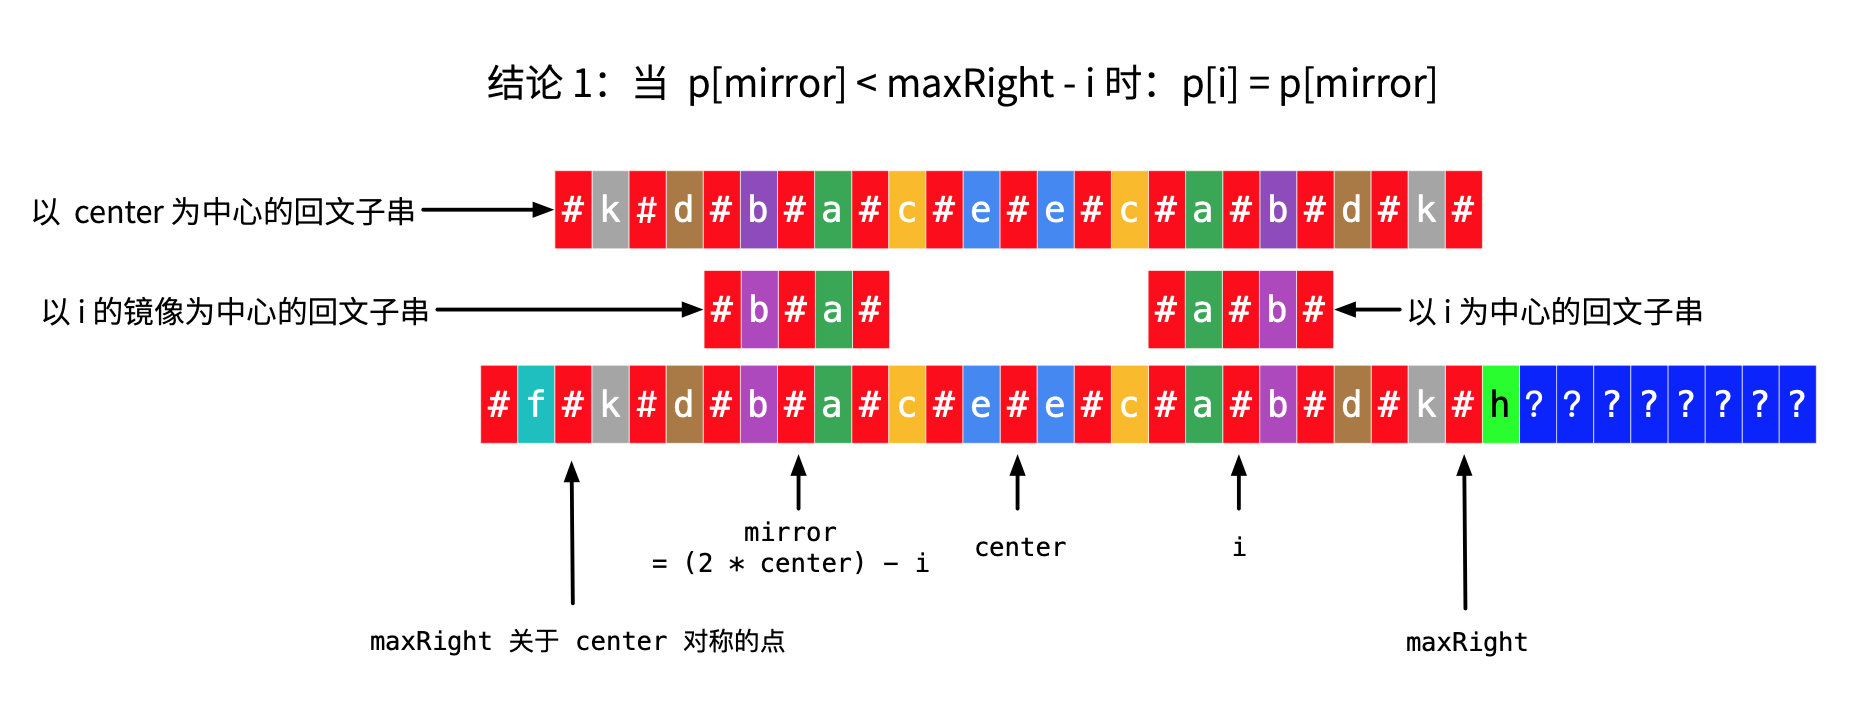 结论 1：当 p[mirror] < maxRight - i 时：p[i] = p[mirror]
以 center 为中心的回文子串
#k#d#b#a#c#e#e#c#a#b#d#k#
以 i 的镜像为中心的回文子串
#b#a#
#a#b#
以 i 为中心的回文子串
#f#k#d#b#a#c#e#e#c#a#b#d#k#h????????
mirror
= (2 * center) - i
center
i
maxRight 关于 center 对称的点
maxRight